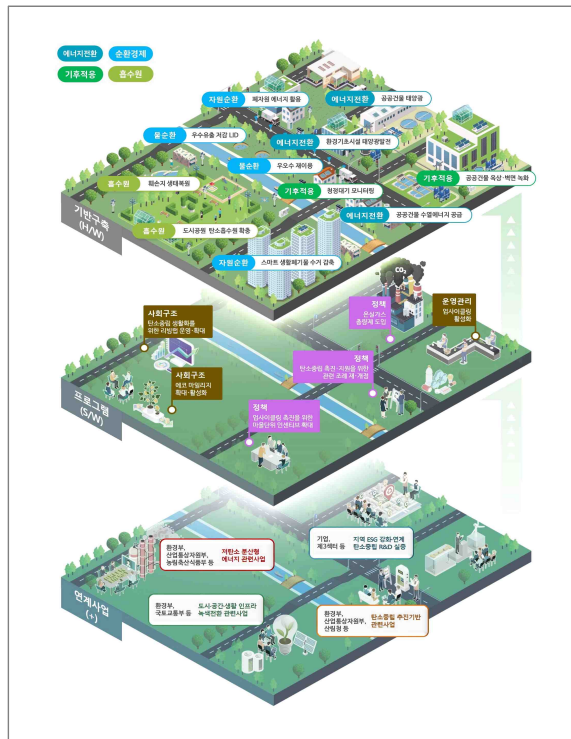 에너지전환
순환경제
기후적응
흡수원
자원순환 폐자원 에너지 활용
에너지전환 공공건물 태양광
물순환 우수유출 저감 LID
에너지전환 환경기초시설 태양광발전
물순환 우오수 재이용
흡수원 훼손지 생태복원
기후적응 청정대기 모니터링
기후적응 공공건물 옥상·벽면 녹화
에너지전환 공공건물 수열에너지 공급
흡수원 도시공원 탄소흡수원 확충
자원순환 스마트 생활폐기물 수거 감축
기반구축
(H/W)
CO2
사회구조
탄소중립 생활화를
위한 리빙랩 운영·확대
정책
온실가스
총량제 도입
운영관리
업사이클링
활성화
사회구조
에코 마일리지
확대·활성화
정책
탄소중립 촉진·지원을 위한
관련 조례 제·개정
정책
업사이클링 촉진을 위한
마을단위 인센티브 확대
프로그램
(S/W)
환경부,
산업통상자원부,
농림축산식품부 등
저탄소 분산형
에너지 관련사업
기업,
제3섹터 등
지역 ESG 강화·연계
탄소중립 R&D 실증
환경부,
국토교통부 등
도시·공간·생활 인프라
녹색전환 관련사업
환경부,
산업통상자원부,
산림청 등
탄소중립 추진기반
관련사업
연계사업
(+)